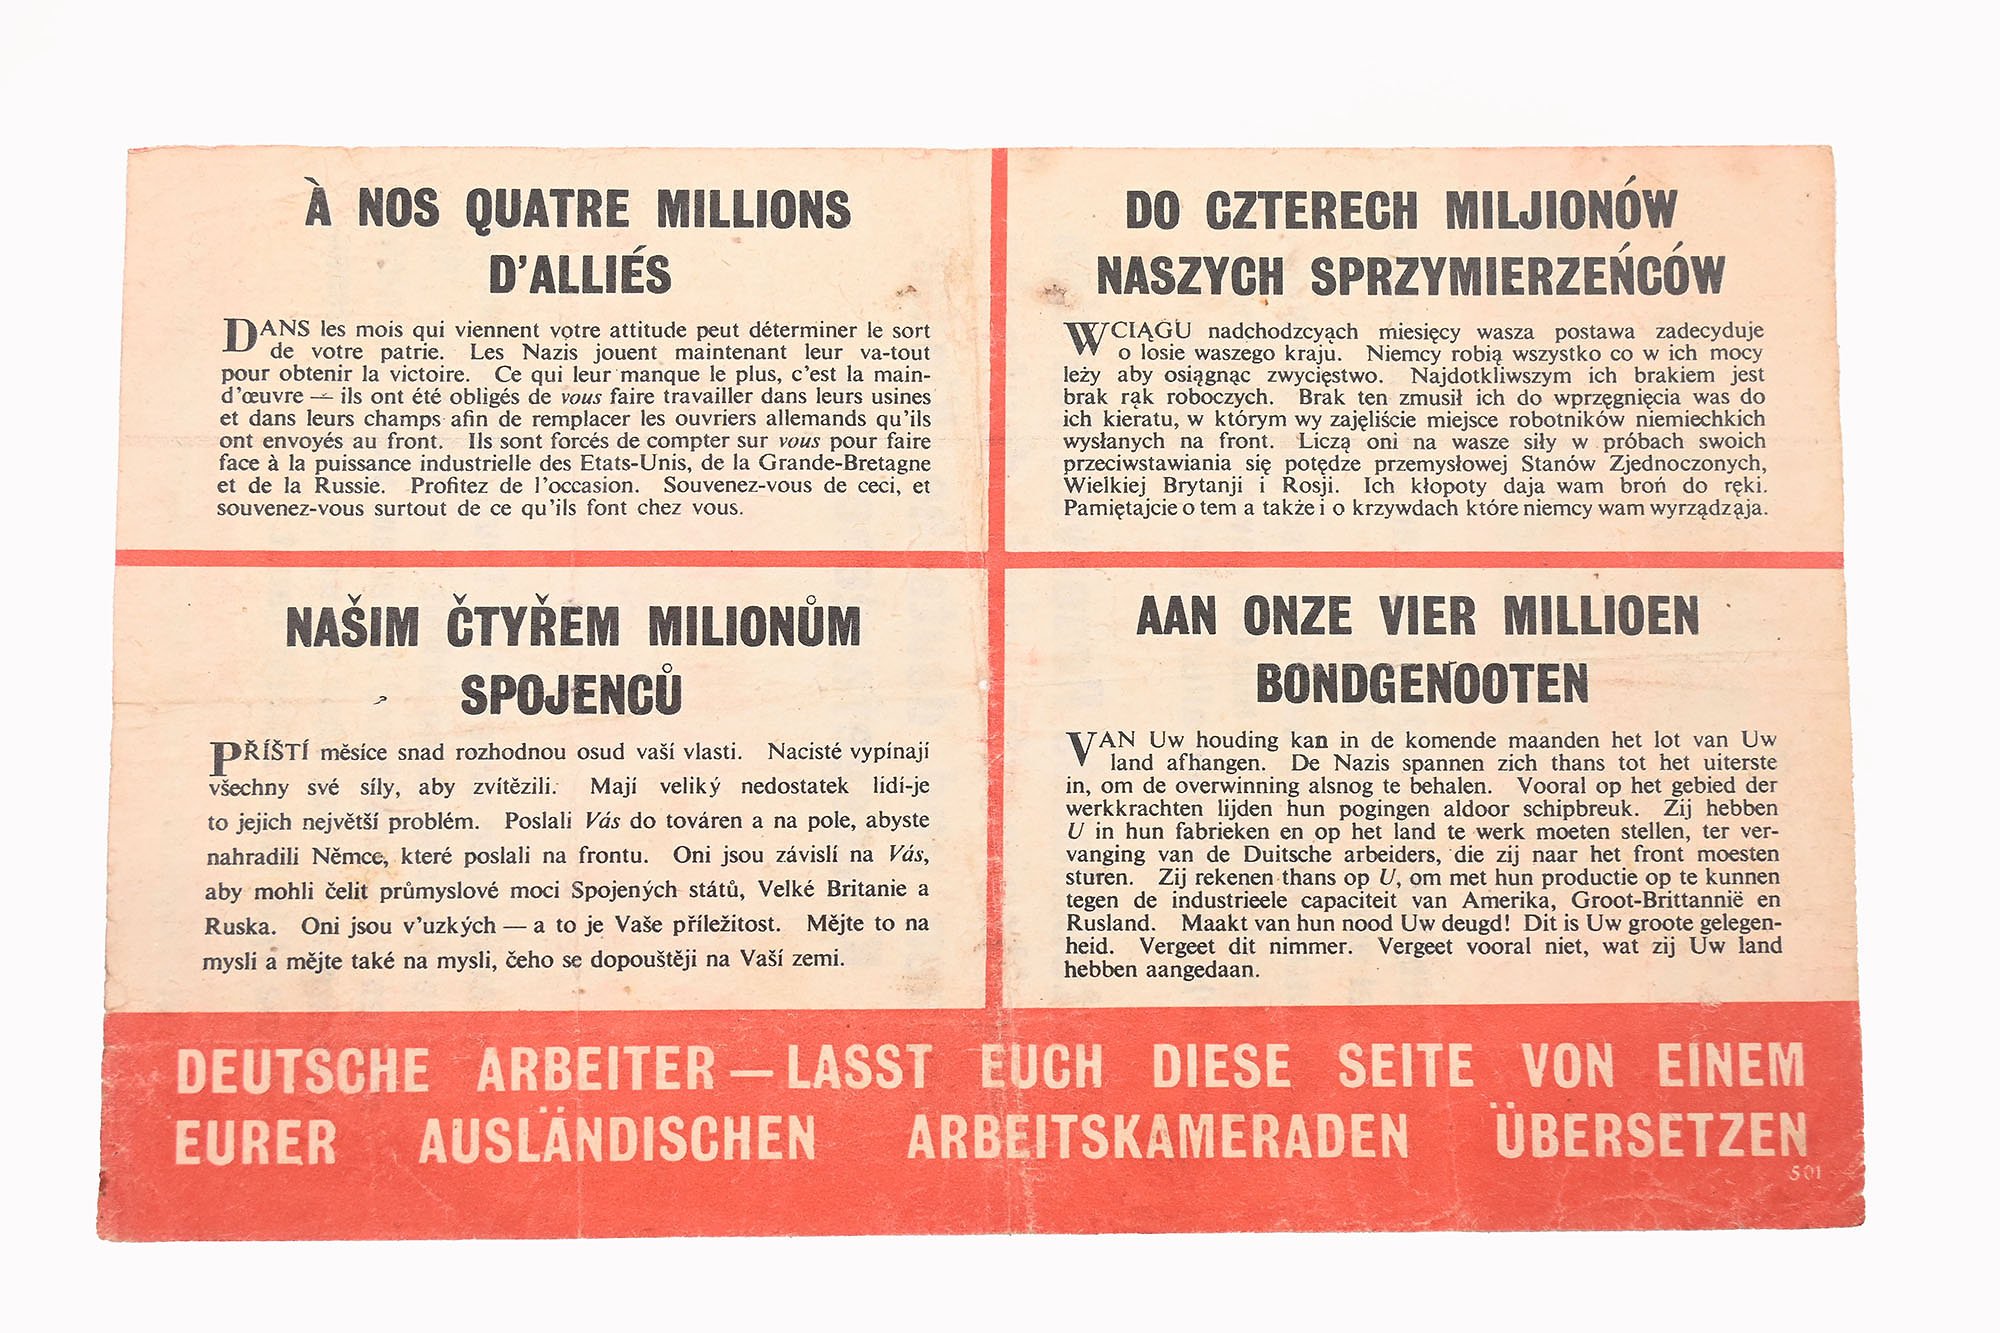 À NOS QUATRE MILLIONS
D'ALLIÉS
DANS les mois qui viennent votre attitude peut déterminer le sort
de votre patrie. Les Nazis jouent maintenant leur va-tout
pour obtenir la victoire. Ce qui leur manque le plus, c'est la main-
d'œuvre — ils ont été obligés de vous faire travailler dans leurs usines
et dans leurs champs afin de remplacer les ouvriers allemands qu'ils
ont envoyés au front. Ils sont forcés de compter sur vous pour faire
face à la puissance industrielle des Etats-Unis, de la Grande-Bretagne
et de la Russie. Profitez de l'occasion. Souvenez-vous de ceci, et
souvenez-vous surtout de ce qu'ils font chez vous.
DO CZTERECH MILJIONÓW
NASZYCH SPRZYMIERZEŃCÓW
WCIĄGU nadchodzcyąch miesięcy wasza postawa zadecyduje
o losie waszego kraju. Niemcy robią wszystko co w ich mocy
leży aby osiągnąc zwycięstwo. Najdotkliwszym ich brakiem jest
brak rąk roboczych. Brak ten zmusił ich do wprzęgnięcia was do
ich kieratu, w którym wy zajęliście miejsce robotników niemiechkich
wysłanych na front. Liczą oni na wasze siły w próbach swoich
przeciwstawiania się potędze przemysłowej Stanów Zjednoczonych,
Wielkiej Brytanji i Rosji. Ich kłopoty daja wam broń do ręki.
Pamiętajcie o tem a także i o krzywdach które niemcy wam wyrządząja.
NAŠIM ČTYŘEM MILIONŮM
SPOJENCŮ
PŘÍŠTÍ měsíce snad rozhodnou osud vaší vlasti. Nacisté vypínají
všechny své síly, aby zvítězili. Mají veliký nedostatek lidí-je
to jejich největší problém. Poslali Vás do továren a na pole, abyste
nahradili Němce, které poslali na frontu. Oni jsou závislí na Vás,
aby mohli čelit průmyslové moci Spojených států, Velké Britanie a
Ruska. Oni jsou v'uzkých — a to je Vaše příležitost. Mějte to na
mysli a mějte také na mysli, čeho se dopouštěji na Vaší zemi.
AAN ONZE VIER MILLIOEN
BONDGENOOTEN
VAN Uw houding kan in de komende maanden het lot van Uw
land afhangen. De Nazis spannen zich thans tot het uiterste
in, om de overwinning alsnog te behalen. Vooral op het gebied der
werkkrachten lijden hun pogingen aldoor schipbreuk. Zij hebben
U in hun fabrieken en op het land te werk moeten stellen, ter ver-
vanging van de Duitsche arbeiders, die zij naar het front moesten
sturen. Zij rekenen thans op U, om met hun productie op te kunnen
tegen de industrieele capaciteit van Amerika, Groot-Brittannië en
Rusland. Maakt van hun nood Uw deugd! Dit is Uw groote gelegen-
heid. Vergeet dit nimmer. Vergeet vooral niet, wat zij Uw land
hebben aangedaan.
DEUTSCHE ARBEITER — LASST EUCH DIESE SEITE VON EINEM
EURER AUSLÄNDISCHEN ARBEITSKAMERADEN ÜBERSETZEN
501